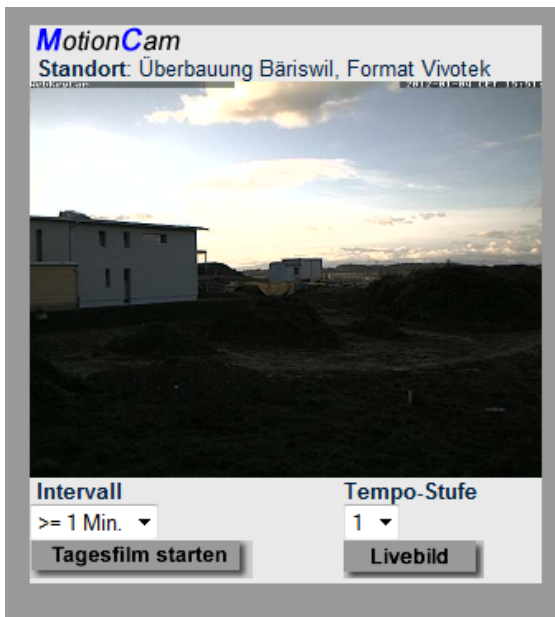 MotionCam
Standort: Überbauung Bäriswil, Format Vivotek
Intervall Tempo-Stufe
>= 1 Min. 1
Tagesfilm starten Livebild